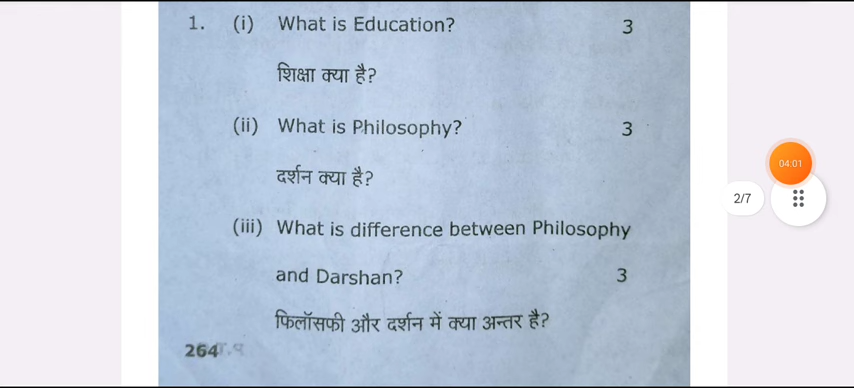 1. (i) What is Education? 3
शिक्षा क्या है?
(ii) What is Philosophy? 3
दर्शन क्या है?
(iii) What is difference between Philosophy
and Darshan? 3
फिलॉसफी और दर्शन में क्या अन्तर है?
264
04:01
2/7